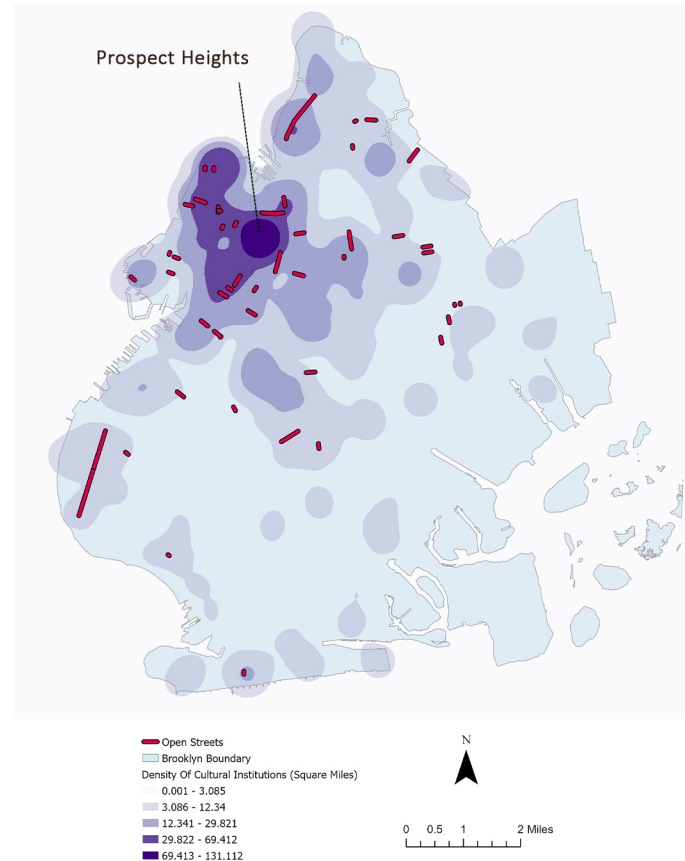 Prospect Heights
Open Streets
Brooklyn Boundary
Density Of Cultural Institutions (Square Miles)
0.001 - 3.085
3.086 - 12.34
12.341 - 29.821
29.822 - 69.412
69.413 - 131.112
N
0 0.5 1 2 Miles